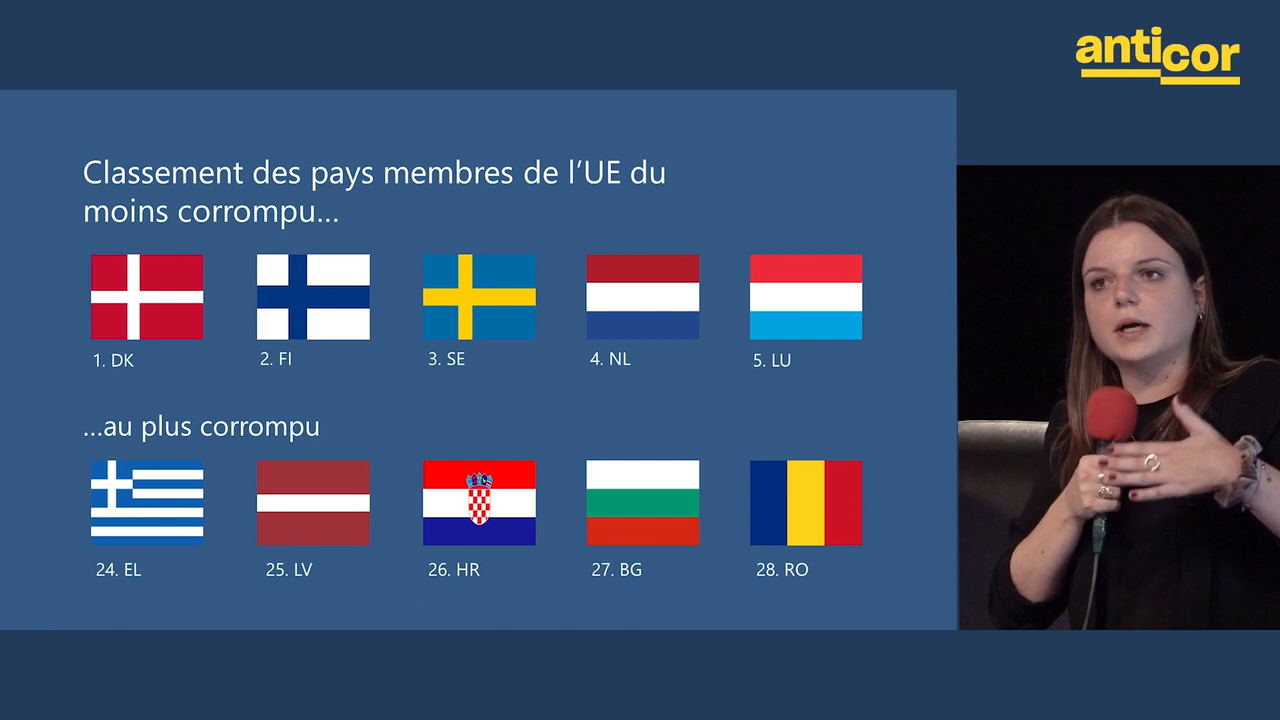 anticor
Classement des pays membres de l’UE du
moins corrompu...
1. DK
2. FI
3. SE
4. NL
5. LU
...au plus corrompu
24. EL
25. LV
26. HR
27. BG
28. RO